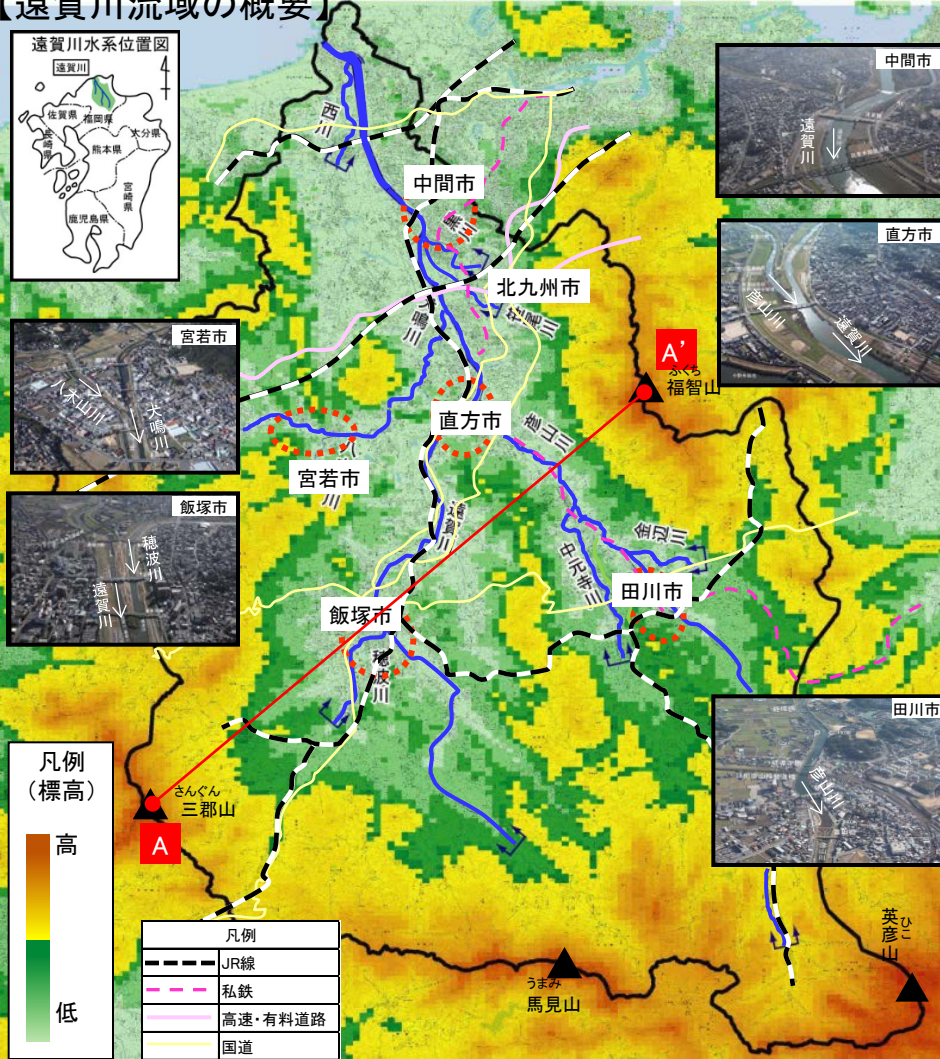 【遠賀川流域の概要】
遠賀川水系位置図
遠賀川
佐賀県
福岡県
大分県
長崎県
熊本県
宮崎県
鹿児島県
中間市
遠賀川
直方市
彦山川
遠賀川
宮若市
八木山川
犬鳴川
飯塚市
穂波川
遠賀川
田川市
彦山川
西川
中間市
黒川
北九州市
笹尾川
犬鳴川
A'
ふくち
福智山
直方市
彦山川
宮若市
遠賀川
金辺川
中元寺川
田川市
飯塚市
穂波川
さんぐん
三郡山
A
うまみ
馬見山
ひこ
英彦山
凡例
(標高)
高
低
凡例
JR線
私鉄
高速・有料道路
国道